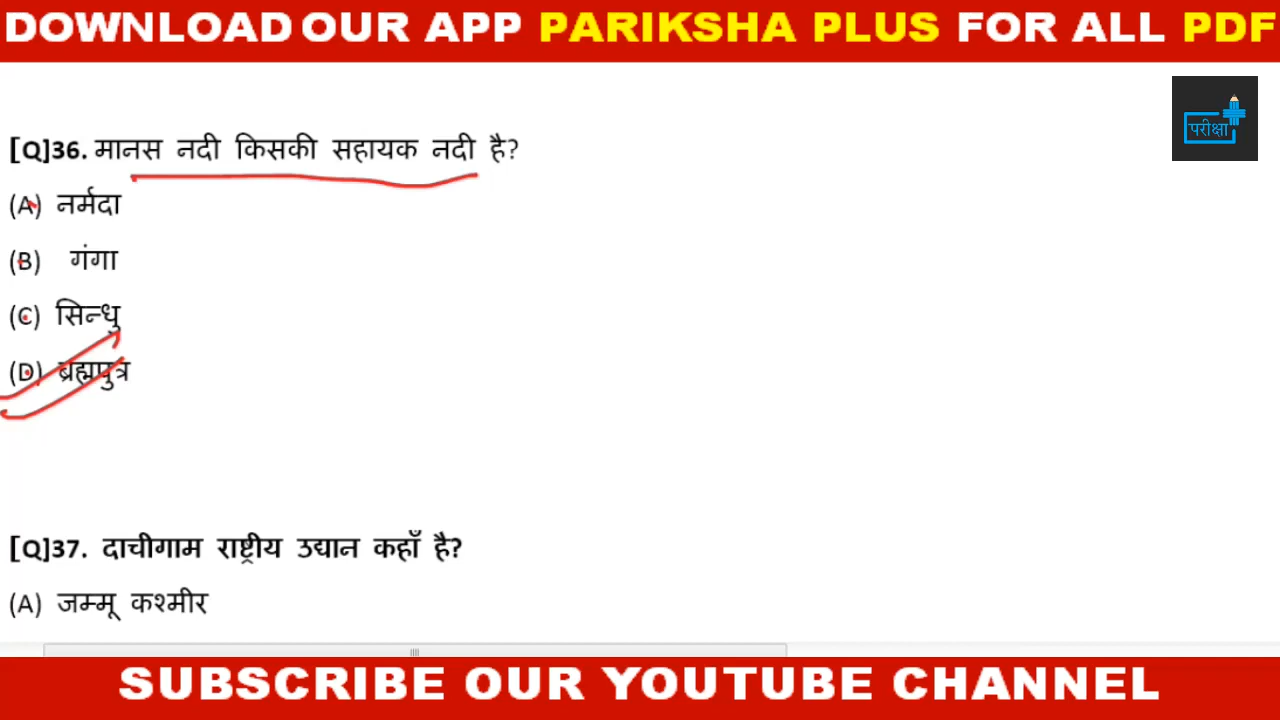 DOWNLOAD OUR APP PARIKSHA PLUS FOR ALL PDF
परीक्षा
[Q]36. मानस नदी किसकी सहायक नदी है?
(A) नर्मदा
(B) गंगा
(C) सिन्धु
(D) ब्रह्मपुत्र
[Q]37. दाचीगाम राष्ट्रीय उद्यान कहाँ है?
(A) जम्मू कश्मीर
SUBSCRIBE OUR YOUTUBE CHANNEL